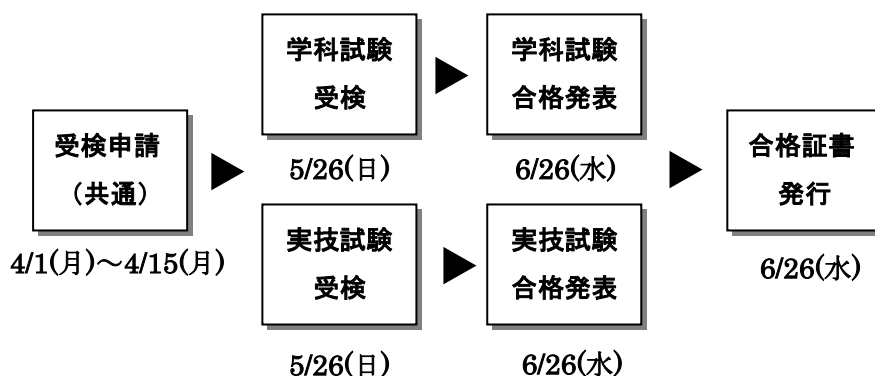 受検申請
（共通）
4/1(月)～4/15(月)
学科試験
受検
5/26(日)
学科試験
合格発表
6/26(水)
実技試験
受検
5/26(日)
実技試験
合格発表
6/26(水)
合格証書
発行
6/26(水)